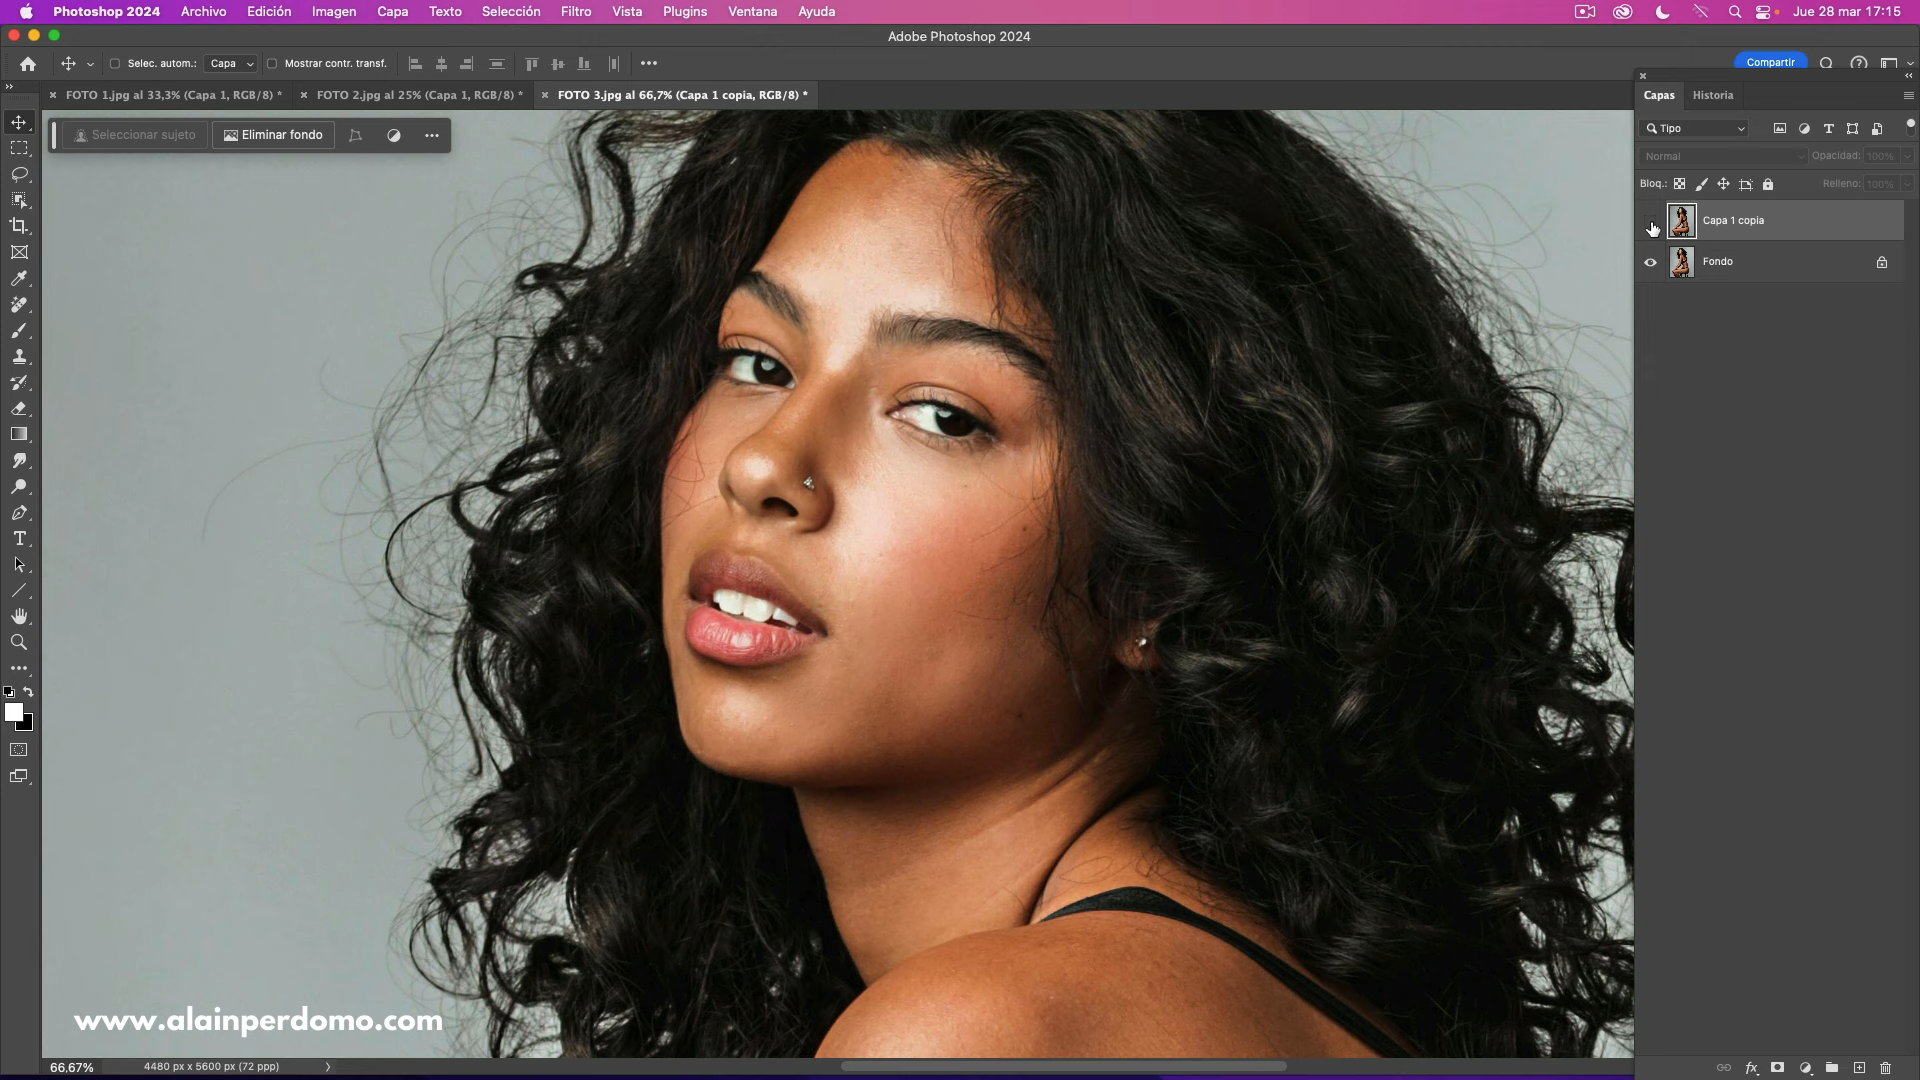 Photoshop 2024 Archivo Edición Imagen Capa Texto Selección Filtro Vista Plugins Ventana Ayuda Jue 28 mar 17:15
Adobe Photoshop 2024
Selec. autom.: Capa Mostrar contr. transf. Compartir
FOTO 1.jpg al 33,3% (Capa 1, RGB/8) * FOTO 2.jpg al 25% (Capa 1, RGB/8) * FOTO 3.jpg al 66,7% (Capa 1 copia, RGB/8) *
Capas Historia
Seleccionar sujeto Eliminar fondo
Tipo
Normal Opacidad: 100%
Bloq.: Relleno: 100%
Capa 1 copia
Fondo
www.alainperdomo.com
66,67% 4480 px x 5600 px (72 ppp)